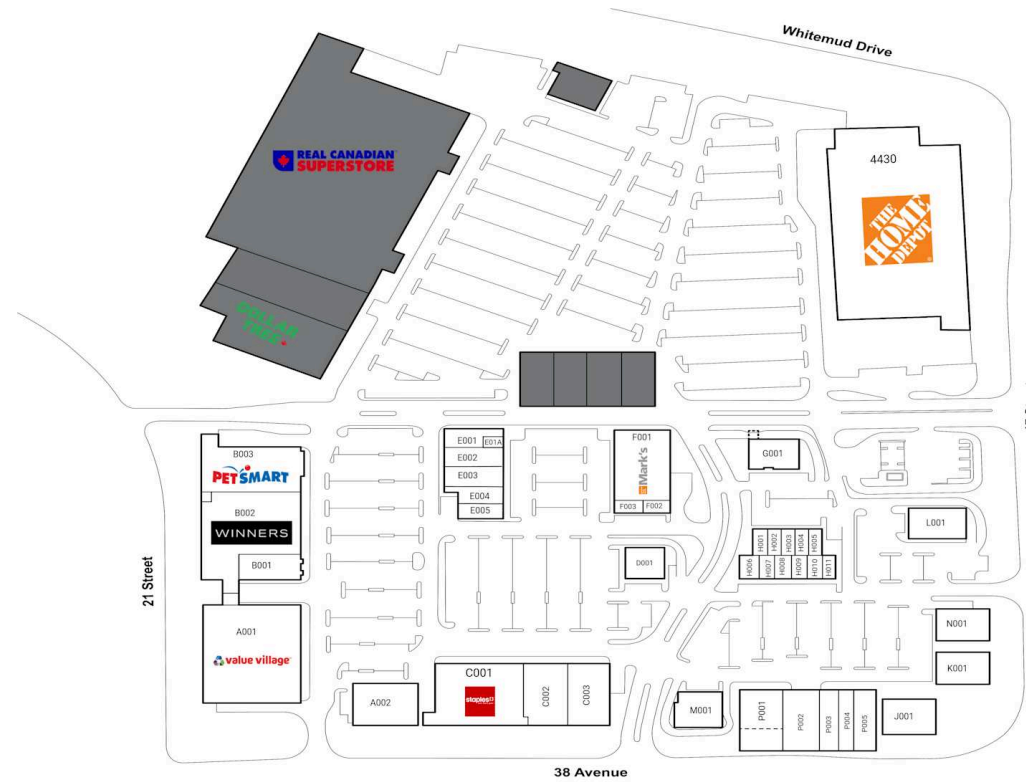 Whitemud Drive
REAL CANADIAN
SUPERSTORE
4430
THE
HOME
DEPOT
DOLLAR
TREE
E001
E01A
E002
E003
E004
E005
F001
Mark's
F003
F002
G001
B003
PETSMART
B002
WINNERS
B001
L001
H001
H002
H003
H004
H005
H006
H007
H008
H009
H010
H011
D001
21 Street
A001
value village
N001
K001
A002
C001
staples
C002
C003
M001
P001
P002
P003
P004
P005
J001
38 Avenue